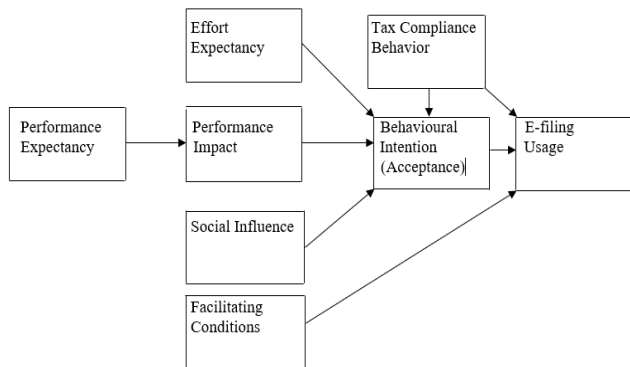 Effort
Expectancy
Tax Compliance
Behavior
Performance
Expectancy
Performance
Impact
Behavioural
Intention
(Acceptance)
E-filing
Usage
Social Influence
Facilitating
Conditions